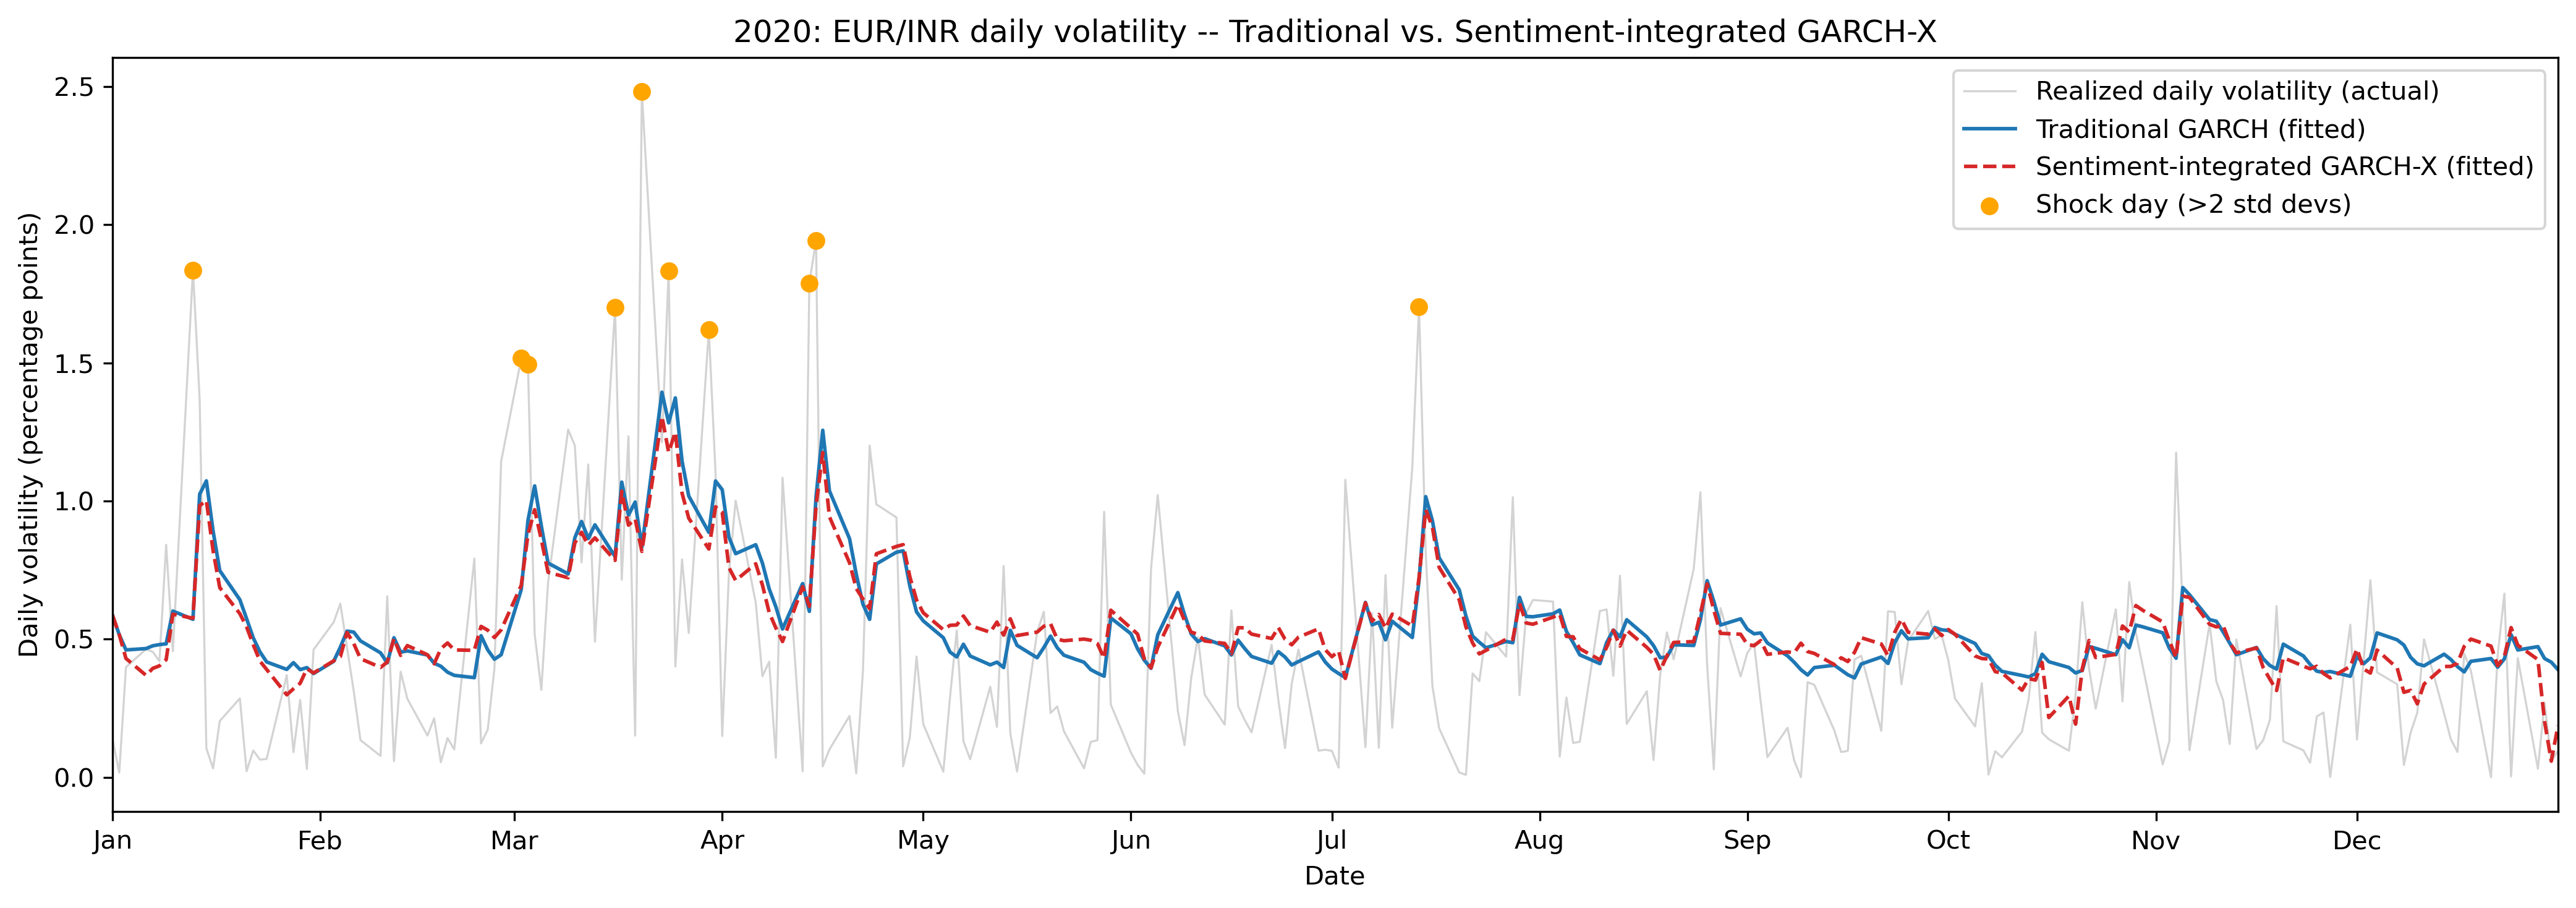 2020: EUR/INR daily volatility -- Traditional vs. Sentiment-integrated GARCH-X
Realized daily volatility (actual)
Traditional GARCH (fitted)
Sentiment-integrated GARCH-X (fitted)
Shock day (>2 std devs)
Daily volatility (percentage points)
2.5
2.0
1.5
1.0
0.5
0.0
Jan Feb Mar Apr May Jun Jul Aug Sep Oct Nov Dec
Date